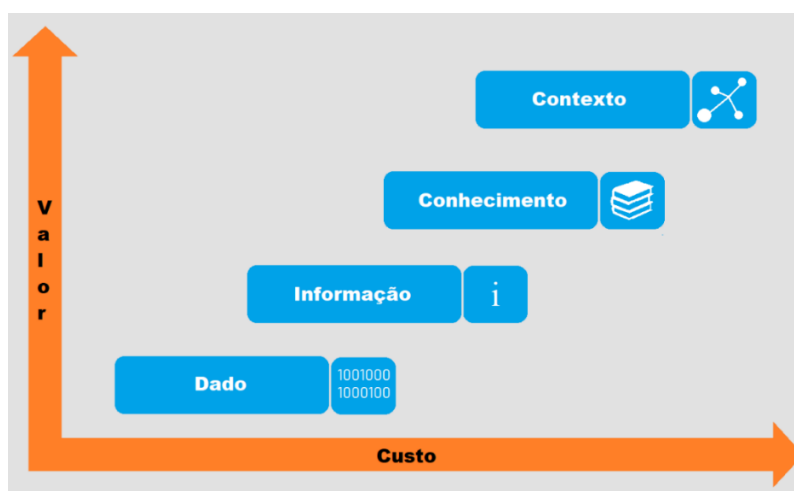 Contexto
Conhecimento
Valor
Informação
i
Dado
1001000
1000100
Custo